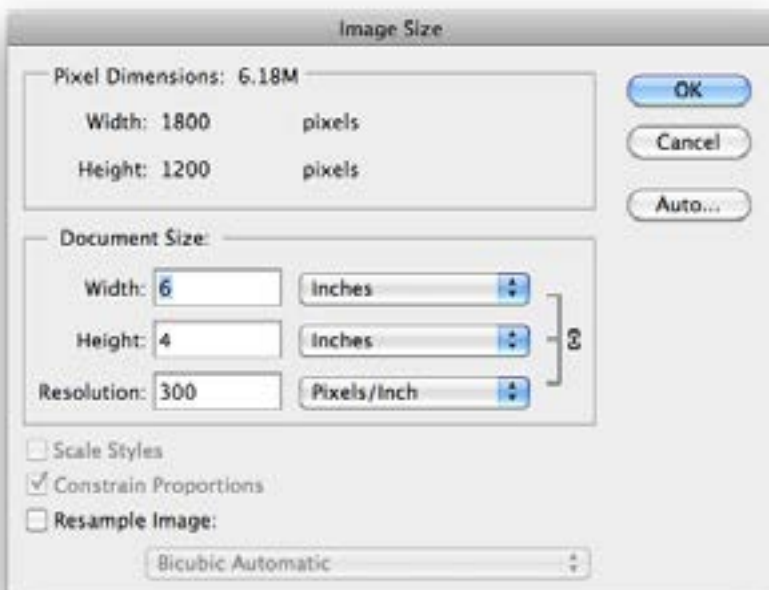 Image Size
Pixel Dimensions: 6.18M
Width: 1800 pixels
Height: 1200 pixels
OK
Cancel
Auto...
Document Size:
Width: 6 Inches
Height: 4 Inches
Resolution: 300 Pixels/Inch
Scale Styles
Constrain Proportions
Resample Image:
Bicubic Automatic